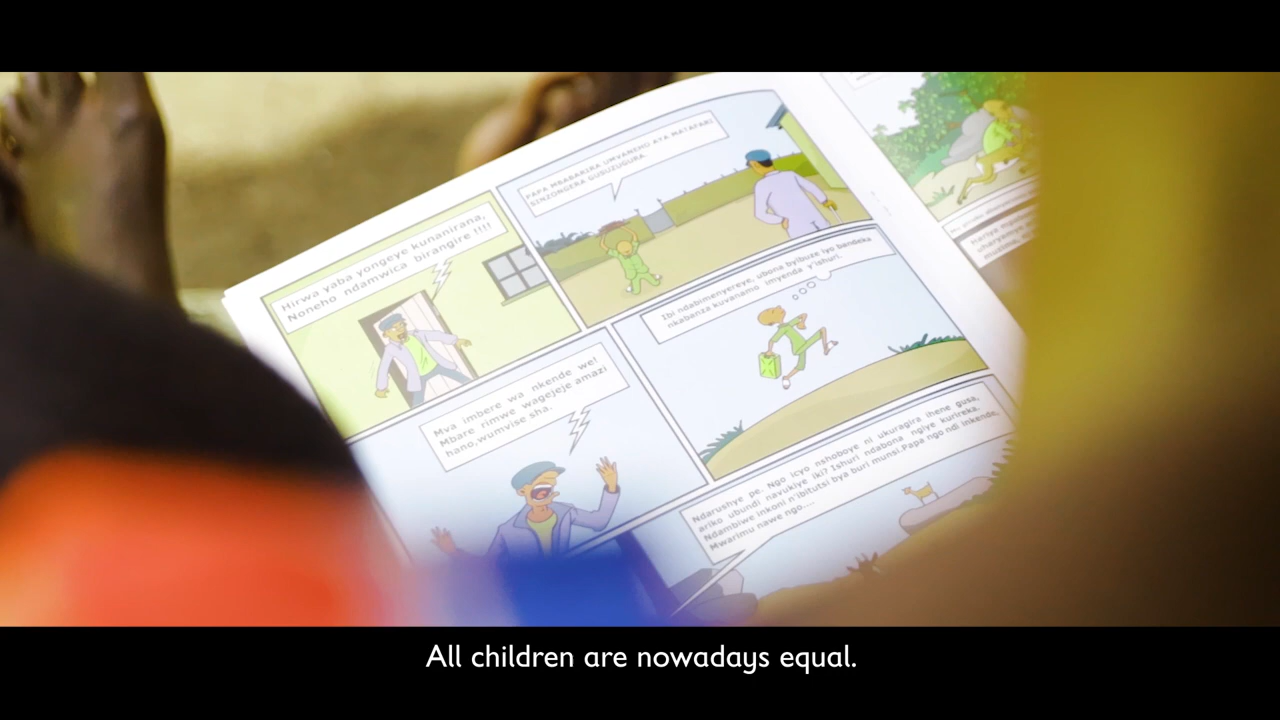 Hirwa yaba yongeye kunanirana,
Noneho ndamwica birangire !!!!
PAPA MBABARIRA UMVANEHO AYA MATAFARI
SINZONGERA GUSUZUGURA.
Mva imbere wa nkende we!
Mbare rimwe wagejeje amazi
hano,wumvise sha.
Ibi ndabimenyereye, ubona byibuze iyo bandeka
nkabanza kuvanamo imyenda y'ishuri.
Ndarushye pe. Ngo icyo nshoboye ni ukuragira ihene gusa,
ariko ubundi navukiye iki? Ishuri ndabona ngiye kurireka.
Ndambiwe inkoni n'ibitutsi bya buri munsi.Papa ngo ndi inkende,
Mwarimu nawe ngo....
All children are nowadays equal.